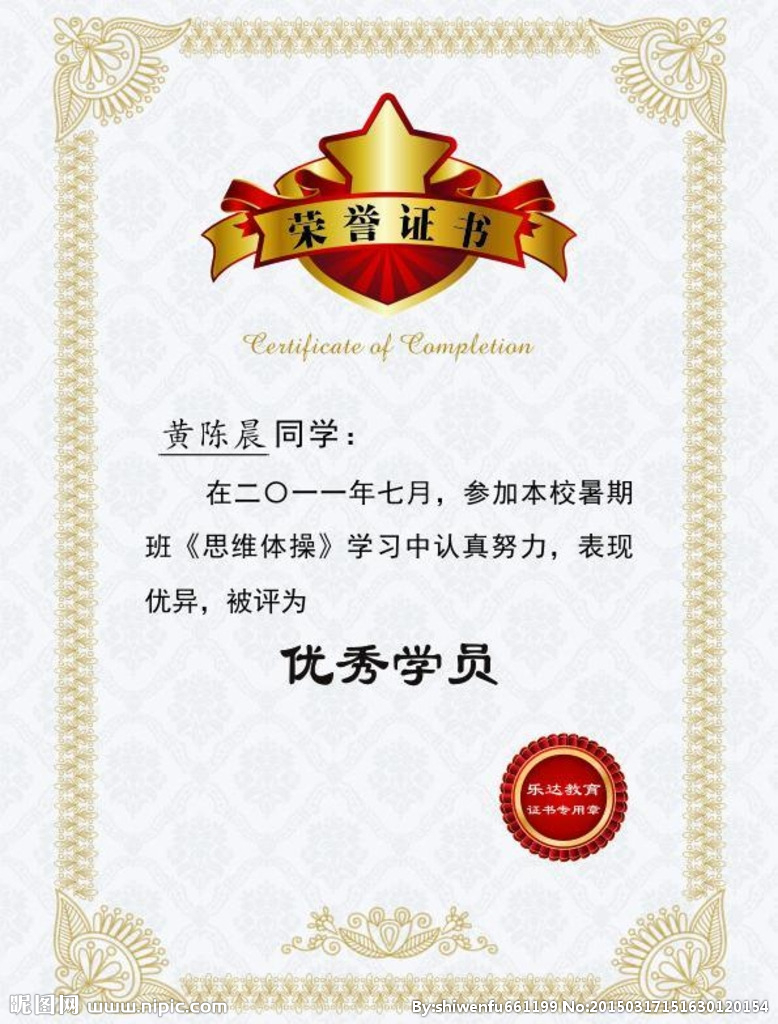 荣誉证书
Certificate of Completion
黄陈晨同学：
在二〇一一年七月，参加本校暑期
班《思维体操》学习中认真努力，表现
优异，被评为
优秀学员
乐达教育
证书专用章
昵图网 www.nipic.com
By:shiwenfu661199 No:20150317151630120154